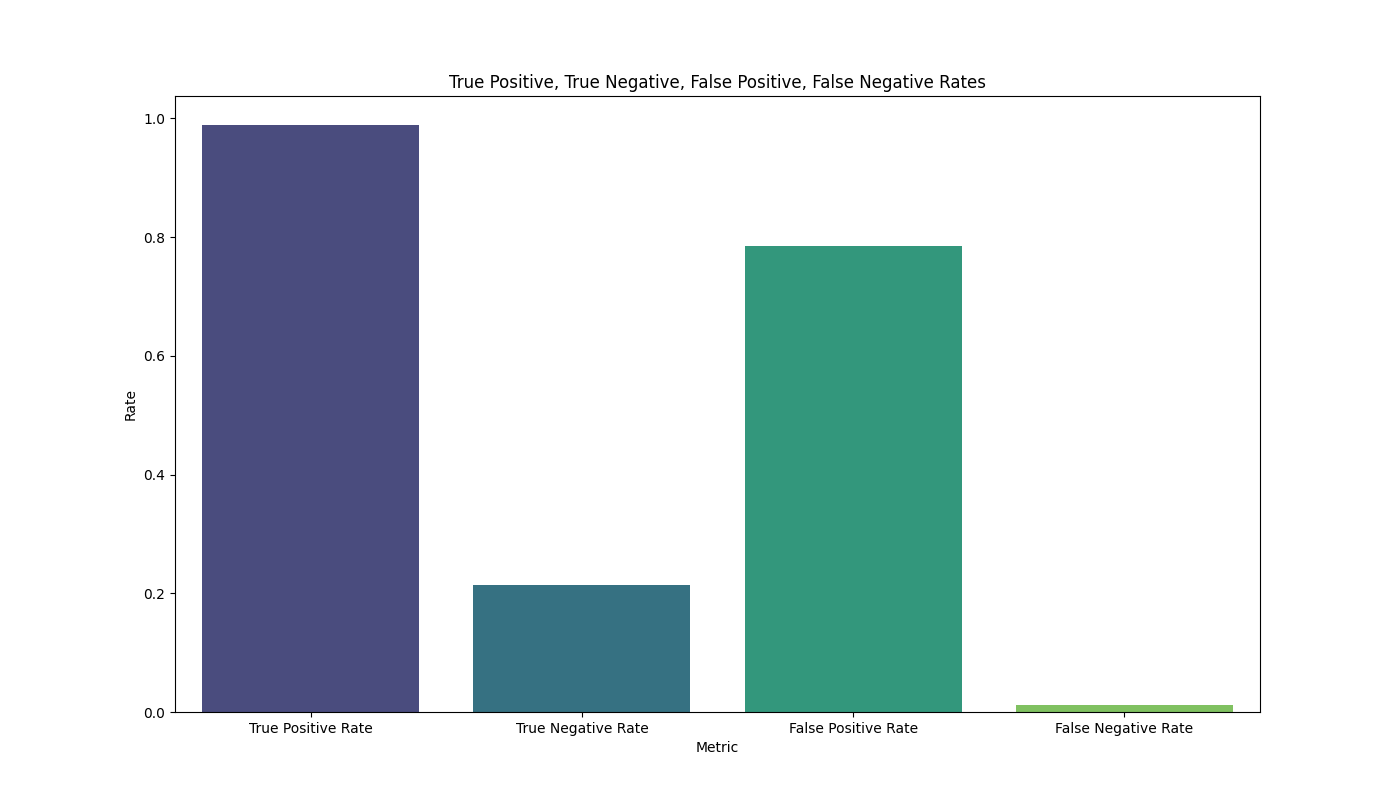 True Positive, True Negative, False Positive, False Negative Rates
1.0
0.8
0.6
0.4
0.2
0.0
Rate
True Positive Rate
True Negative Rate
False Positive Rate
False Negative Rate
Metric